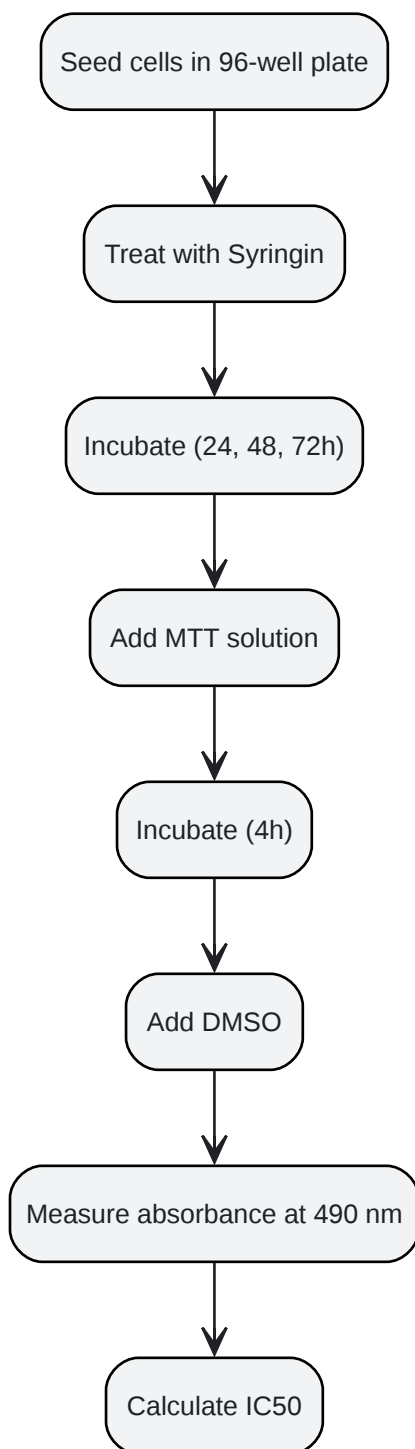 Seed cells in 96-well plate
Treat with Syringin
Incubate (24, 48, 72h)
Add MTT solution
Incubate (4h)
Add DMSO
Measure absorbance at 490 nm
Calculate IC50